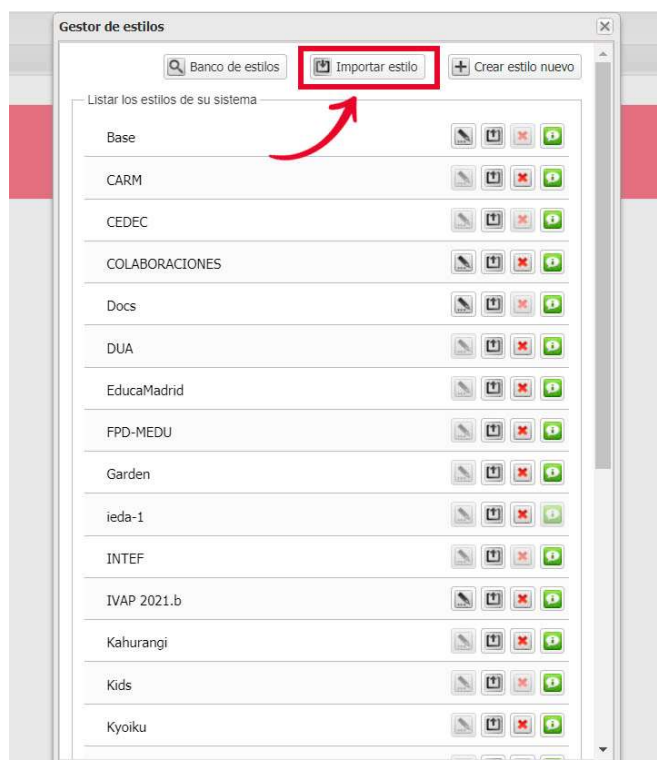 Gestor de estilos
Banco de estilos
Importar estilo
Crear estilo nuevo
Listar los estilos de su sistema
Base
CARM
CEDEC
COLABORACIONES
Docs
DUA
EducaMadrid
FPD-MEDU
Garden
ieda-1
INTEF
IVAP 2021.b
Kahurangi
Kids
Kyoiku